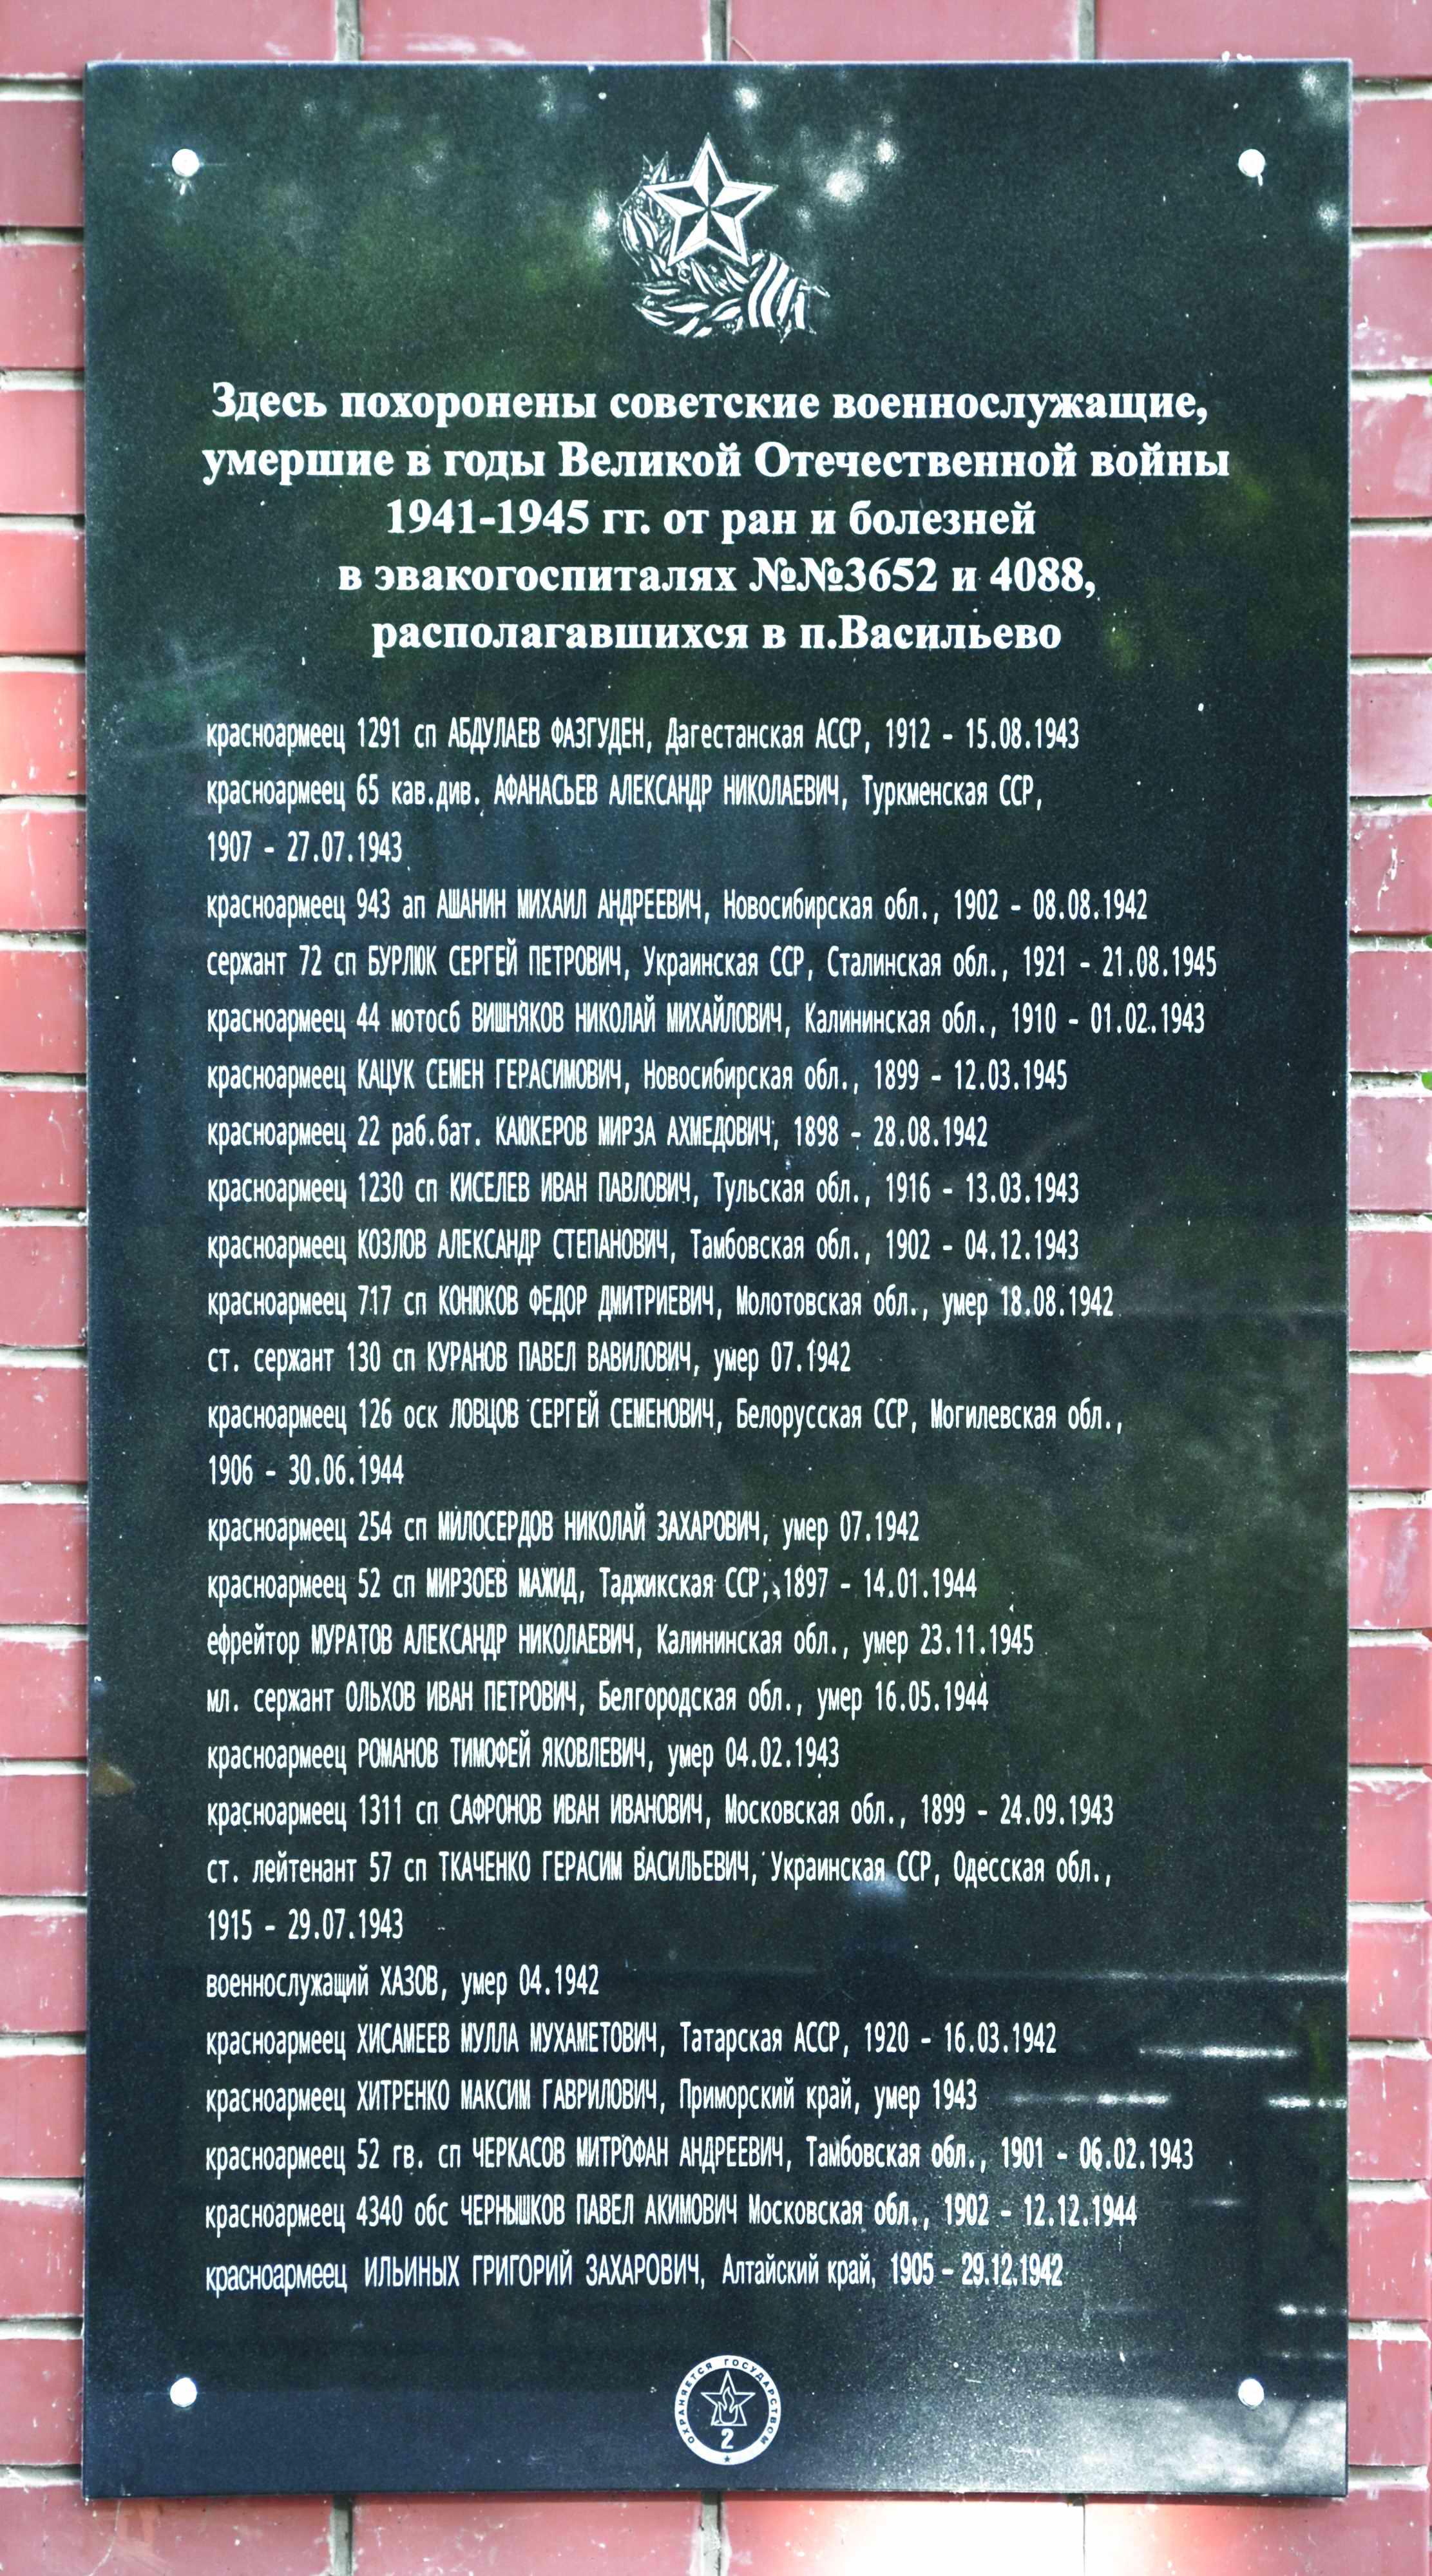 Здесь похоронены советские военнослужащие,
умершие в годы Великой Отечественной войны
1941-1945 гг. от ран и болезней
в эвакогоспиталях №№3652 и 4088,
располагавшихся в п.Васильево
красноармеец 1291 сп АБДУЛАЕВ ФАЗГУДЕН, Дагестанская АССР, 1912 - 15.08.1943
красноармеец 65 кав.див. АФАНАСЬЕВ АЛЕКСАНДР НИКОЛАЕВИЧ, Туркменская ССР,
1907 - 27.07.1943
красноармеец 943 ап АШАНИН МИХАИЛ АНДРЕЕВИЧ, Новосибирская обл., 1902 - 08.08.1942
сержант 72 сп БУРЛЮК СЕРГЕЙ ПЕТРОВИЧ, Украинская ССР, Сталинская обл., 1921 - 21.08.1945
красноармеец 44 мотосб ВИШНЯКОВ НИКОЛАЙ МИХАЙЛОВИЧ, Калининская обл., 1910 - 01.02.1943
красноармеец КАЦУК СЕМЕН ГЕРАСИМОВИЧ, Новосибирская обл., 1899 - 12.03.1945
красноармеец 22 раб.бат. КАЮКЕРОВ МИРЗА АХМЕДОВИЧ, 1898 - 28.08.1942
красноармеец 1230 сп КИСЕЛЕВ ИВАН ПАВЛОВИЧ, Тульская обл., 1916 - 13.03.1943
красноармеец КОЗЛОВ АЛЕКСАНДР СТЕПАНОВИЧ, Тамбовская обл., 1902 - 04.12.1943
красноармеец 717 сп КОНЮКОВ ФЕДОР ДМИТРИЕВИЧ, Молотовская обл., умер 18.08.1942
ст. сержант 130 сп КУРАНОВ ПАВЕЛ ВАВИЛОВИЧ, умер 07.1942
красноармеец 126 оск ЛОВЦОВ СЕРГЕЙ СЕМЕНОВИЧ, Белорусская ССР, Могилевская обл.,
1906 - 30.06.1944
красноармеец 254 сп МИЛОСЕРДОВ НИКОЛАЙ ЗАХАРОВИЧ, умер 07.1942
красноармеец 52 сп МИРЗОЕВ МАЖИД, Таджикская ССР, 1897 - 14.01.1944
ефрейтор МУРАТОВ АЛЕКСАНДР НИКОЛАЕВИЧ, Калининская обл., умер 23.11.1945
мл. сержант ОЛЬХОВ ИВАН ПЕТРОВИЧ, Белгородская обл., умер 16.05.1944
красноармеец РОМАНОВ ТИМОФЕЙ ЯКОВЛЕВИЧ, умер 04.02.1943
красноармеец 1311 сп САФРОНОВ ИВАН ИВАНОВИЧ, Московская обл., 1899 - 24.09.1943
ст. лейтенант 57 сп ТКАЧЕНКО ГЕРАСИМ ВАСИЛЬЕВИЧ, Украинская ССР, Одесская обл.,
1915 - 29.07.1943
военнослужащий ХАЗОВ, умер 04.1942
красноармеец ХИСАМЕЕВ МУЛЛА МУХАМЕТОВИЧ, Татарская АССР, 1920 - 16.03.1942
красноармеец ХИТРЕНКО МАКСИМ ГАВРИЛОВИЧ, Приморский край, умер 1943
красноармеец 52 гв. сп ЧЕРКАСОВ МИТРОФАН АНДРЕЕВИЧ, Тамбовская обл., 1901 - 06.02.1943
красноармеец 4340 обс ЧЕРНЫШКОВ ПАВЕЛ АКИМОВИЧ Московская обл., 1902 - 12.12.1944
красноармеец ИЛЬИНЫХ ГРИГОРИЙ ЗАХАРОВИЧ, Алтайский край, 1905 - 29.12.1942
ОХРАНЯЕТСЯ ГОСУДАРСТВОМ
2